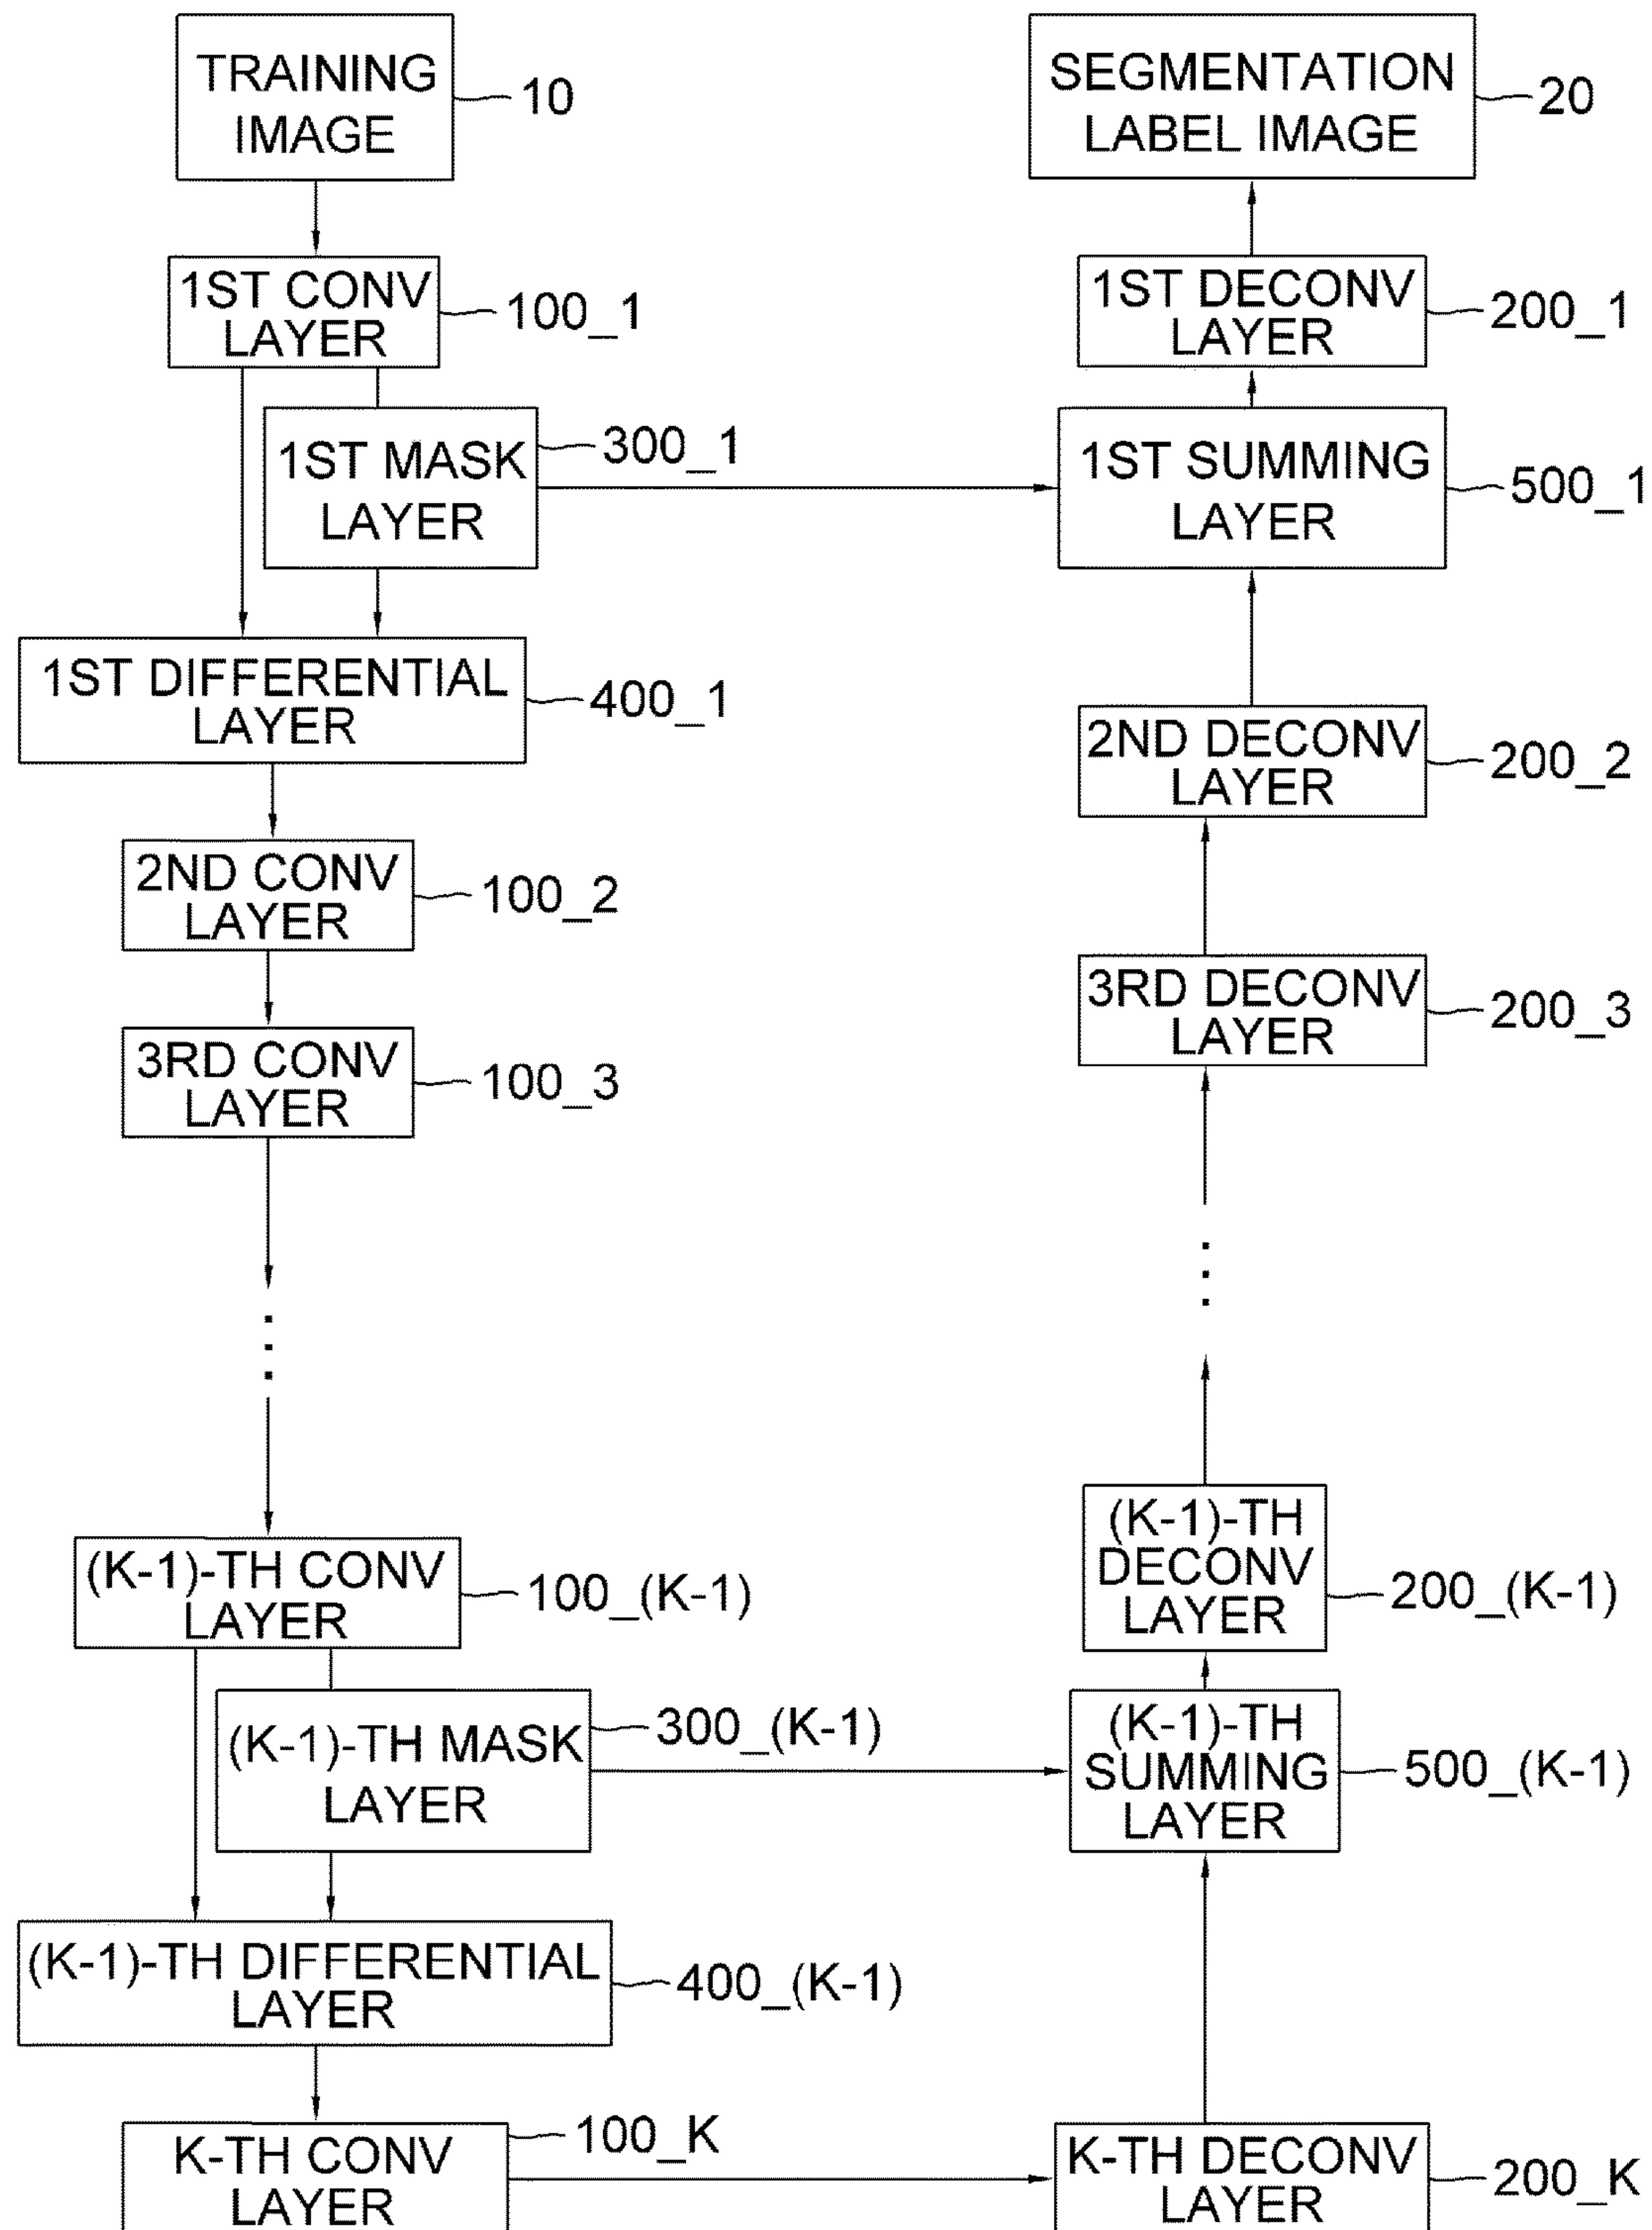 TRAINING
IMAGE
10
1ST CONV
LAYER
100_1
1ST MASK
LAYER
300_1
1ST DIFFERENTIAL
LAYER
400_1
2ND CONV
LAYER
100_2
3RD CONV
LAYER
100_3
(K-1)-TH CONV
LAYER
100_(K-1)
(K-1)-TH MASK
LAYER
300_(K-1)
(K-1)-TH DIFFERENTIAL
LAYER
400_(K-1)
K-TH CONV
LAYER
100_K
SEGMENTATION
LABEL IMAGE
20
1ST DECONV
LAYER
200_1
1ST SUMMING
LAYER
500_1
2ND DECONV
LAYER
200_2
3RD DECONV
LAYER
200_3
(K-1)-TH
DECONV
LAYER
200_(K-1)
(K-1)-TH
SUMMING
LAYER
500_(K-1)
K-TH DECONV
LAYER
200_K